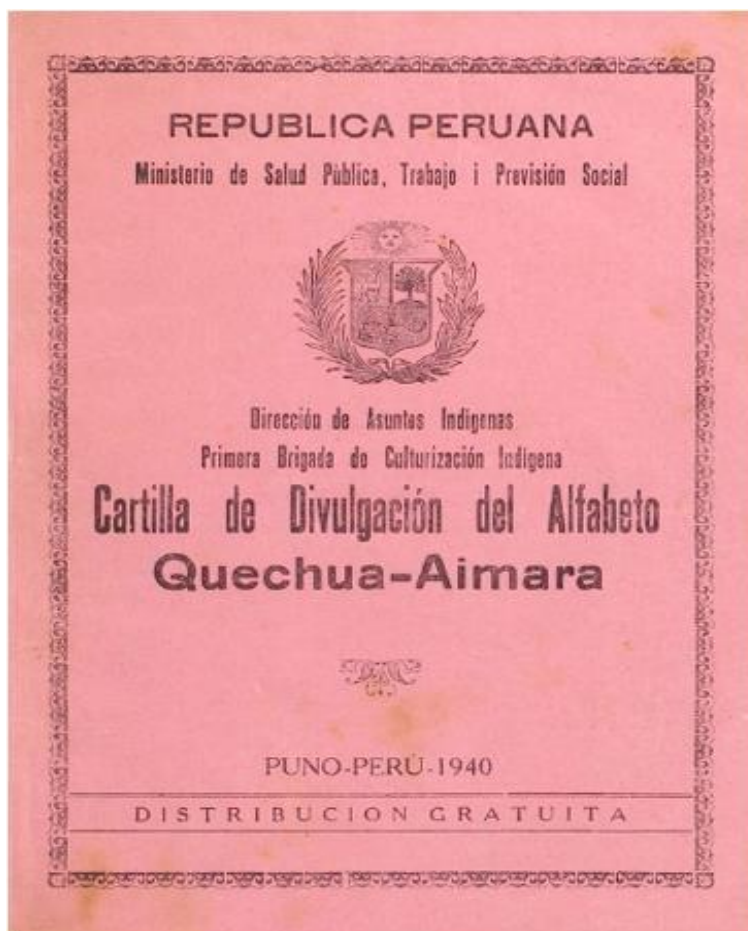 REPUBLICA PERUANA
Ministerio de Salud Pública, Trabajo i Previsión Social
Dirección de Asuntos Indígenas
Primera Brigada de Culturización Indígena
Cartilla de Divulgación del Alfabeto
Quechua-Aimara
PUNO-PERÚ-1940
DISTRIBUCION GRATUITA